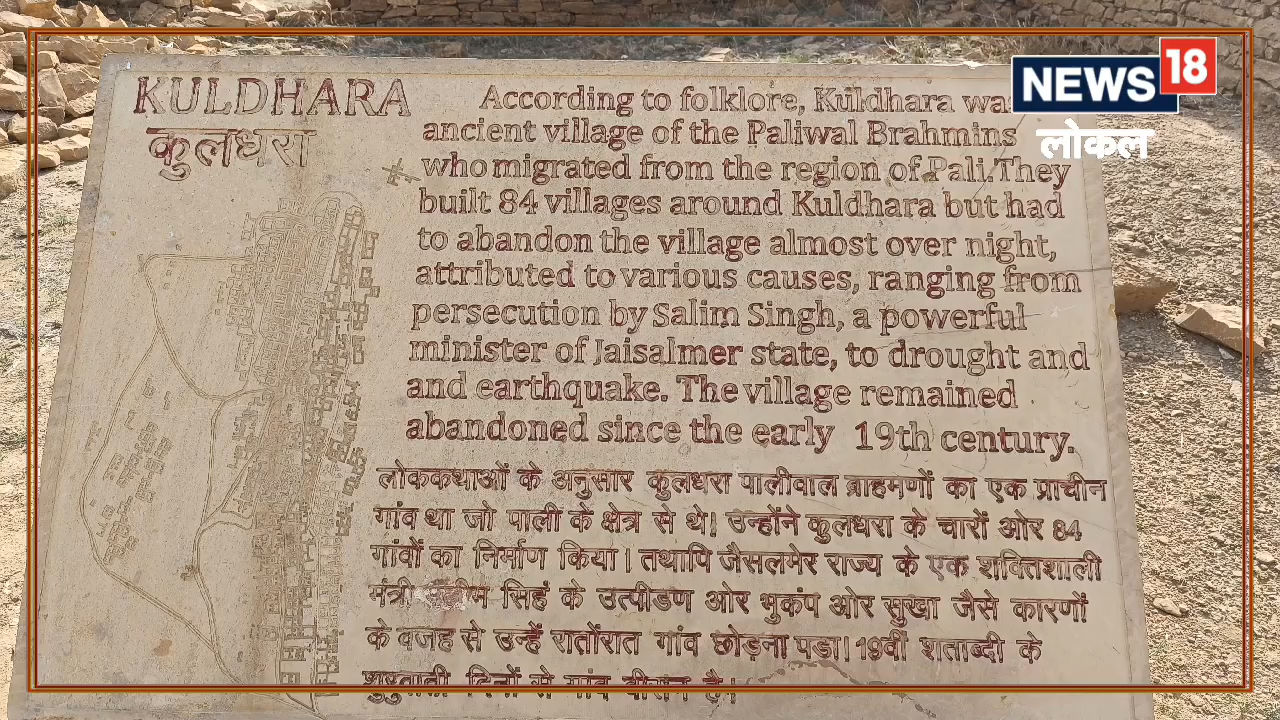 KULDHARA
कुलधरा
According to folklore, Kuldhara was
ancient village of the Paliwal Brahmins
who migrated from the region of Pali. They
built 84 villages around Kuldhara but had
to abandon the village almost over night,
attributed to various causes, ranging from
persecution by Salim Singh, a powerful
minister of Jaisalmer state, to drought and
and earthquake. The village remained
abandoned since the early 19th century.
लोककथाओं के अनुसार कुलधरा पालीवाल ब्राहमणों का एक प्राचीन
गांव था जो पाली के क्षेत्र से थे। उन्होंने कुलधरा के चारों ओर 84
गांवों का निर्माण किया। तथापि जैसलमेर राज्य के एक शक्तिशाली
मंत्री सिहं के उत्पीडण ओर भुकंप ओर सुखा जैसे कारणों
के वजह से उन्हें रातोंरात गांव छोड़ना पडा। 19वीं शताब्दी के
दिनों से गांव है।
NEWS 18
लोकल